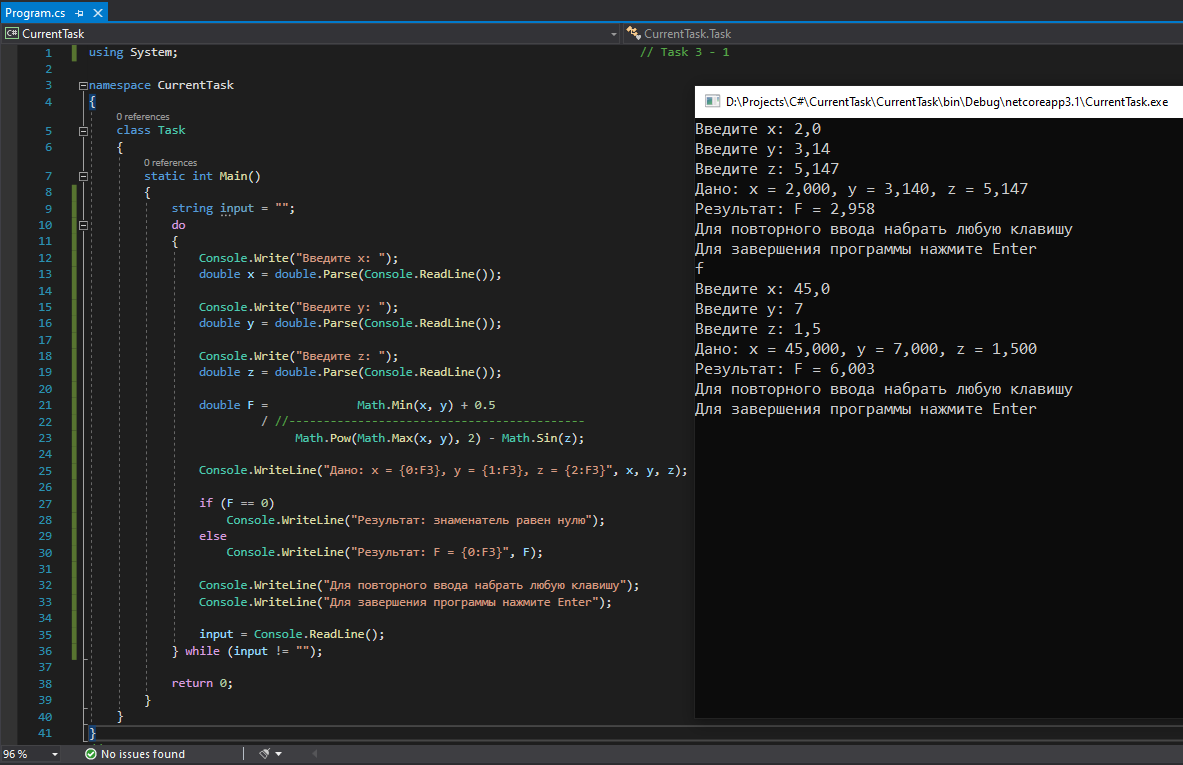 Program.cs
C# CurrentTask
CurrentTask.Task
1 using System; // Task 3 - 1
2
3 namespace CurrentTask
4 {
0 references
5 class Task
6 {
0 references
7 static int Main()
8 {
9 string input = "";
10 do
11 {
12 Console.Write("Введите x: ");
13 double x = double.Parse(Console.ReadLine());
14
15 Console.Write("Введите y: ");
16 double y = double.Parse(Console.ReadLine());
17
18 Console.Write("Введите z: ");
19 double z = double.Parse(Console.ReadLine());
20
21 double F = Math.Min(x, y) + 0.5
22 / //-------------------------------------------
23 Math.Pow(Math.Max(x, y), 2) - Math.Sin(z);
24
25 Console.WriteLine("Дано: x = {0:F3}, y = {1:F3}, z = {2:F3}", x, y, z);
26
27 if (F == 0)
28 Console.WriteLine("Результат: знаменатель равен нулю");
29 else
30 Console.WriteLine("Результат: F = {0:F3}", F);
31
32 Console.WriteLine("Для повторного ввода набрать любую клавишу");
33 Console.WriteLine("Для завершения программы нажмите Enter");
34
35 input = Console.ReadLine();
36 } while (input != "");
37
38 return 0;
39 }
40 }
41 }
96 %
No issues found
D:\Projects\C#\CurrentTask\CurrentTask\bin\Debug\netcoreapp3.1\CurrentTask.exe
Введите x: 2,0
Введите y: 3,14
Введите z: 5,147
Дано: x = 2,000, y = 3,140, z = 5,147
Результат: F = 2,958
Для повторного ввода набрать любую клавишу
Для завершения программы нажмите Enter
f
Введите x: 45,0
Введите y: 7
Введите z: 1,5
Дано: x = 45,000, y = 7,000, z = 1,500
Результат: F = 6,003
Для повторного ввода набрать любую клавишу
Для завершения программы нажмите Enter